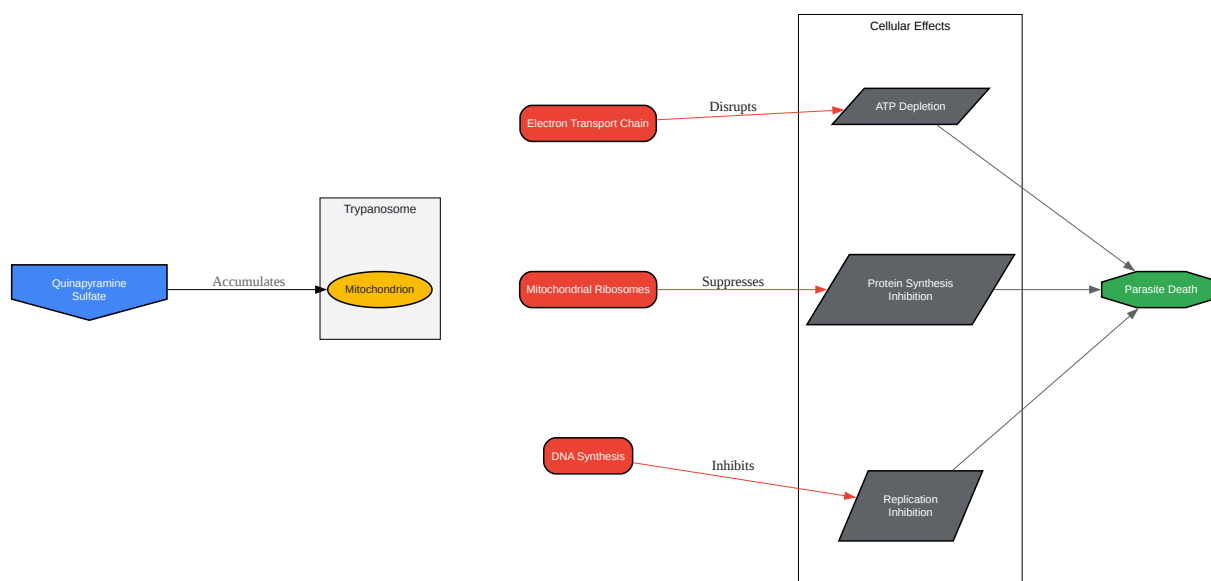 Cellular Effects
ATP Depletion
Disrupts
Electron Transport Chain
Trypanosome
Quinapyramine
Sulfate
Accumulates
Mitochondrion
Mitochondrial Ribosomes
Suppresses
Protein Synthesis
Inhibition
Parasite Death
DNA Synthesis
Inhibits
Replication
Inhibition